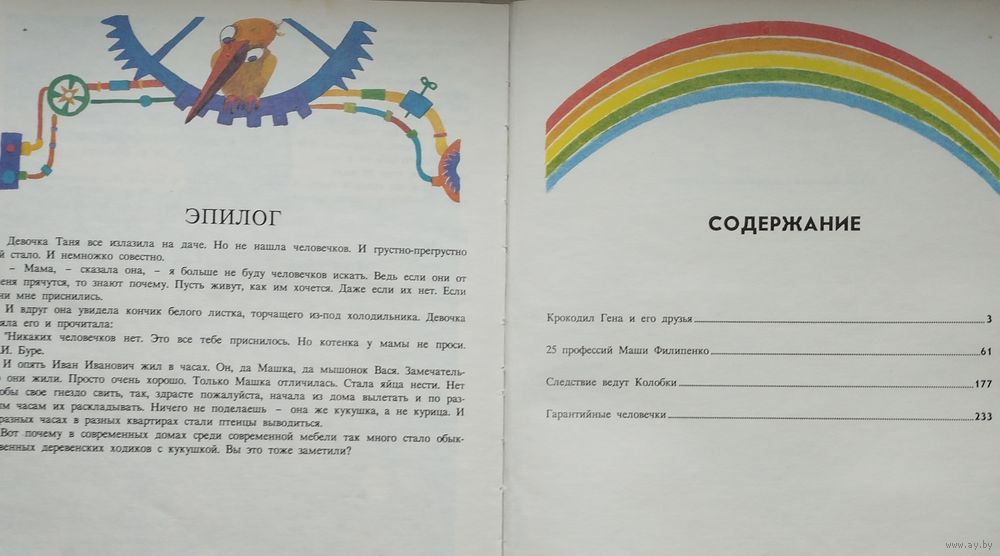 ЭПИЛОГ
Девочка Таня все излазила на даче. Но не нашла человечков. И грустно-прегрустно
й стало. И немножко совестно.
– Мама, – сказала она, – я больше не буду человечков искать. Ведь если они от
еня прячутся, то знают почему. Пусть живут, как им хочется. Даже если их нет. Если
ни мне приснились.
И вдруг она увидела кончик белого листка, торчащего из-под холодильника. Девочка
яла его и прочитала:
"Никаких человечков нет. Это все тебе приснилось. Но котенка у мамы не проси.
И. Буре.
И опять Иван Иванович жил в часах. Он, да Машка, да мышонок Вася. Замечатель-
о они жили. Просто очень хорошо. Только Машка отличилась. Стала яйца нести. Нет
обы свое гнездо свить, так, здрасте пожалуйста, начала из дома вылетать и по раз-
ым часам их раскладывать. Ничего не поделаешь – она же кукушка, а не курица. И
разных часах в разных квартирах стали птенцы выводиться.
Вот почему в современных домах среди современной мебели так много стало обык-
венных деревенских ходиков с кукушкой. Вы это тоже заметили?
СОДЕРЖАНИЕ
Крокодил Гена и его друзья 3
25 профессий Маши Филипенко 61
Следствие ведут Колобки 177
Гарантийные человечки 233
www.ay.by